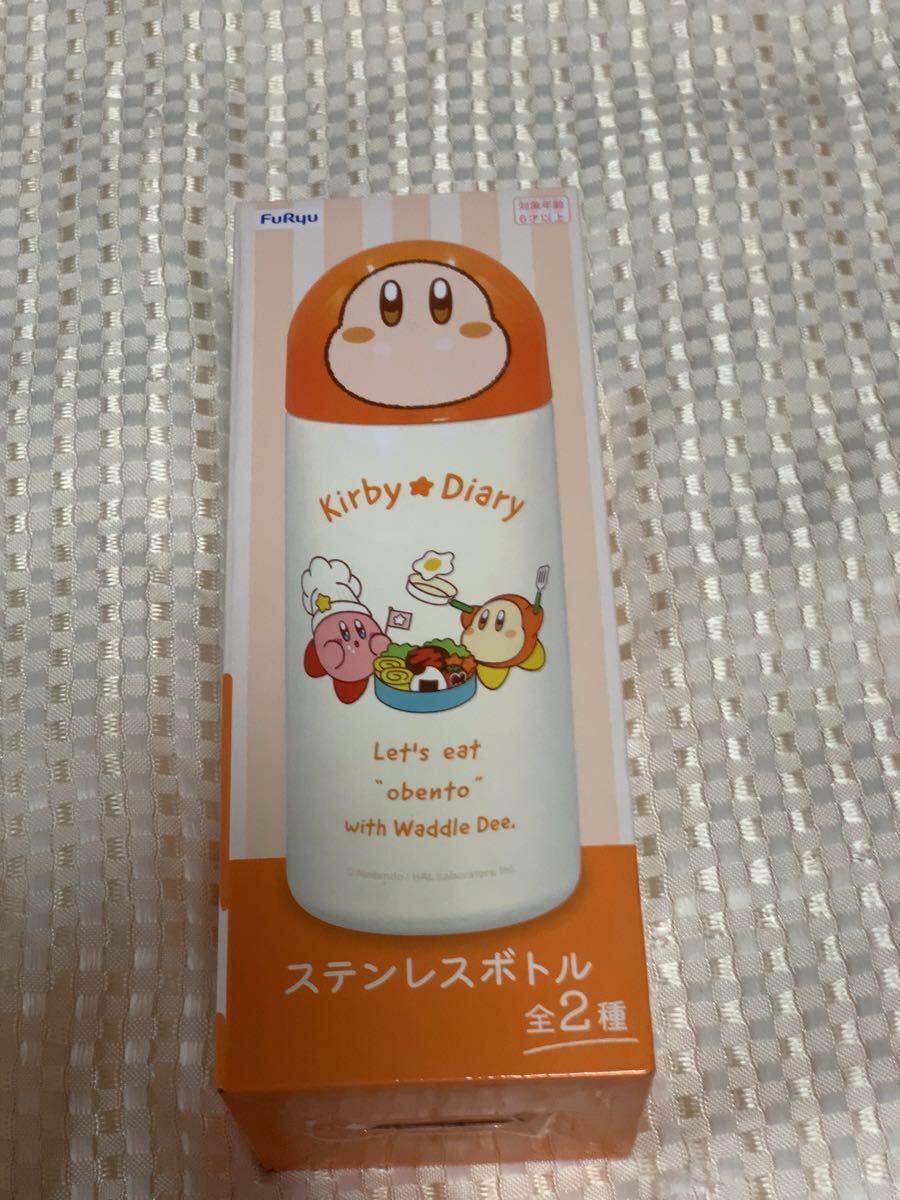 FuRyu
対象年齢
6才以上
Kirby★Diary
Let's eat
"obento"
with Waddle Dee.
©Nintendo / HAL Laboratory, Inc.
ステンレスボトル
全2種